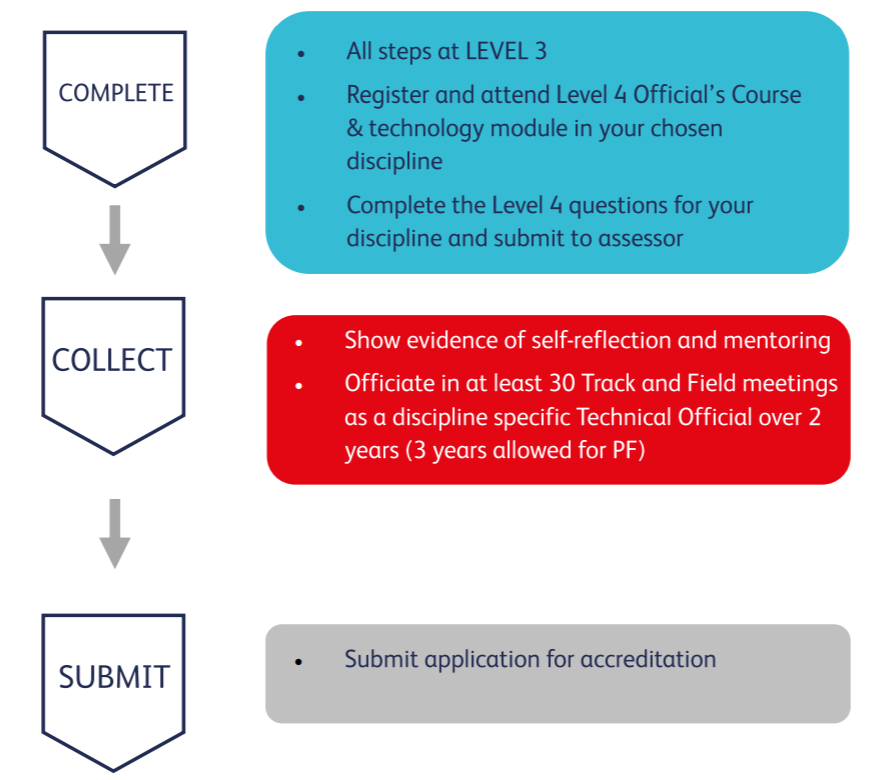 COMPLETE
• All steps at LEVEL 3
• Register and attend Level 4 Official’s Course
& technology module in your chosen
discipline
• Complete the Level 4 questions for your
discipline and submit to assessor
COLLECT
• Show evidence of self-reflection and mentoring
• Officiate in at least 30 Track and Field meetings
as a discipline specific Technical Official over 2
years (3 years allowed for PF)
SUBMIT
• Submit application for accreditation